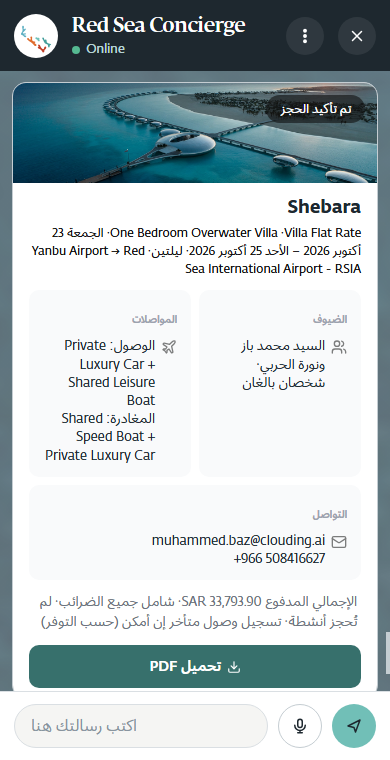 Red Sea Concierge
Online
تم تأكيد الحجز
Shebara
One Bedroom Overwater Villa ·Villa Flat Rate· الجمعة 23
أكتوبر 2026 – الأحد 25 أكتوبر 2026· ليلتين· Yanbu Airport → Red
Sea International Airport - RSIA
الضيوف
السيد محمد باز
ونورة الحربي·
شخصان بالغان
المواصلات
الوصول: Private
Luxury Car +
Shared Leisure
Boat
المغادرة: Shared
Speed Boat +
Private Luxury Car
التواصل
muhammed.baz@clouding.ai
+966 508416627
الإجمالي المدفوع SAR 33,793.90· شامل جميع الضرائب· لم
تُحجز أنشطة· تسجيل وصول متأخر إن أمكن (حسب التوفر)
تحميل PDF
اكتب رسالتك هنا